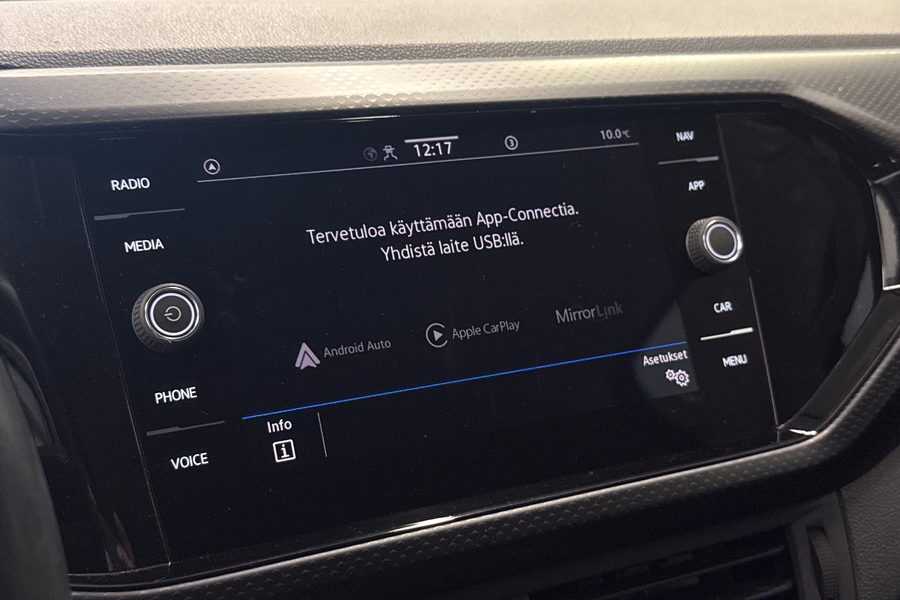 RADIO
MEDIA
PHONE
VOICE
12:17
3
10.0°C
Tervetuloa käyttämään App-Connectia.
Yhdistä laite USB:llä.
Android Auto
Apple CarPlay
MirrorLink
Asetukset
Info
i
NAV
APP
CAR
MENU